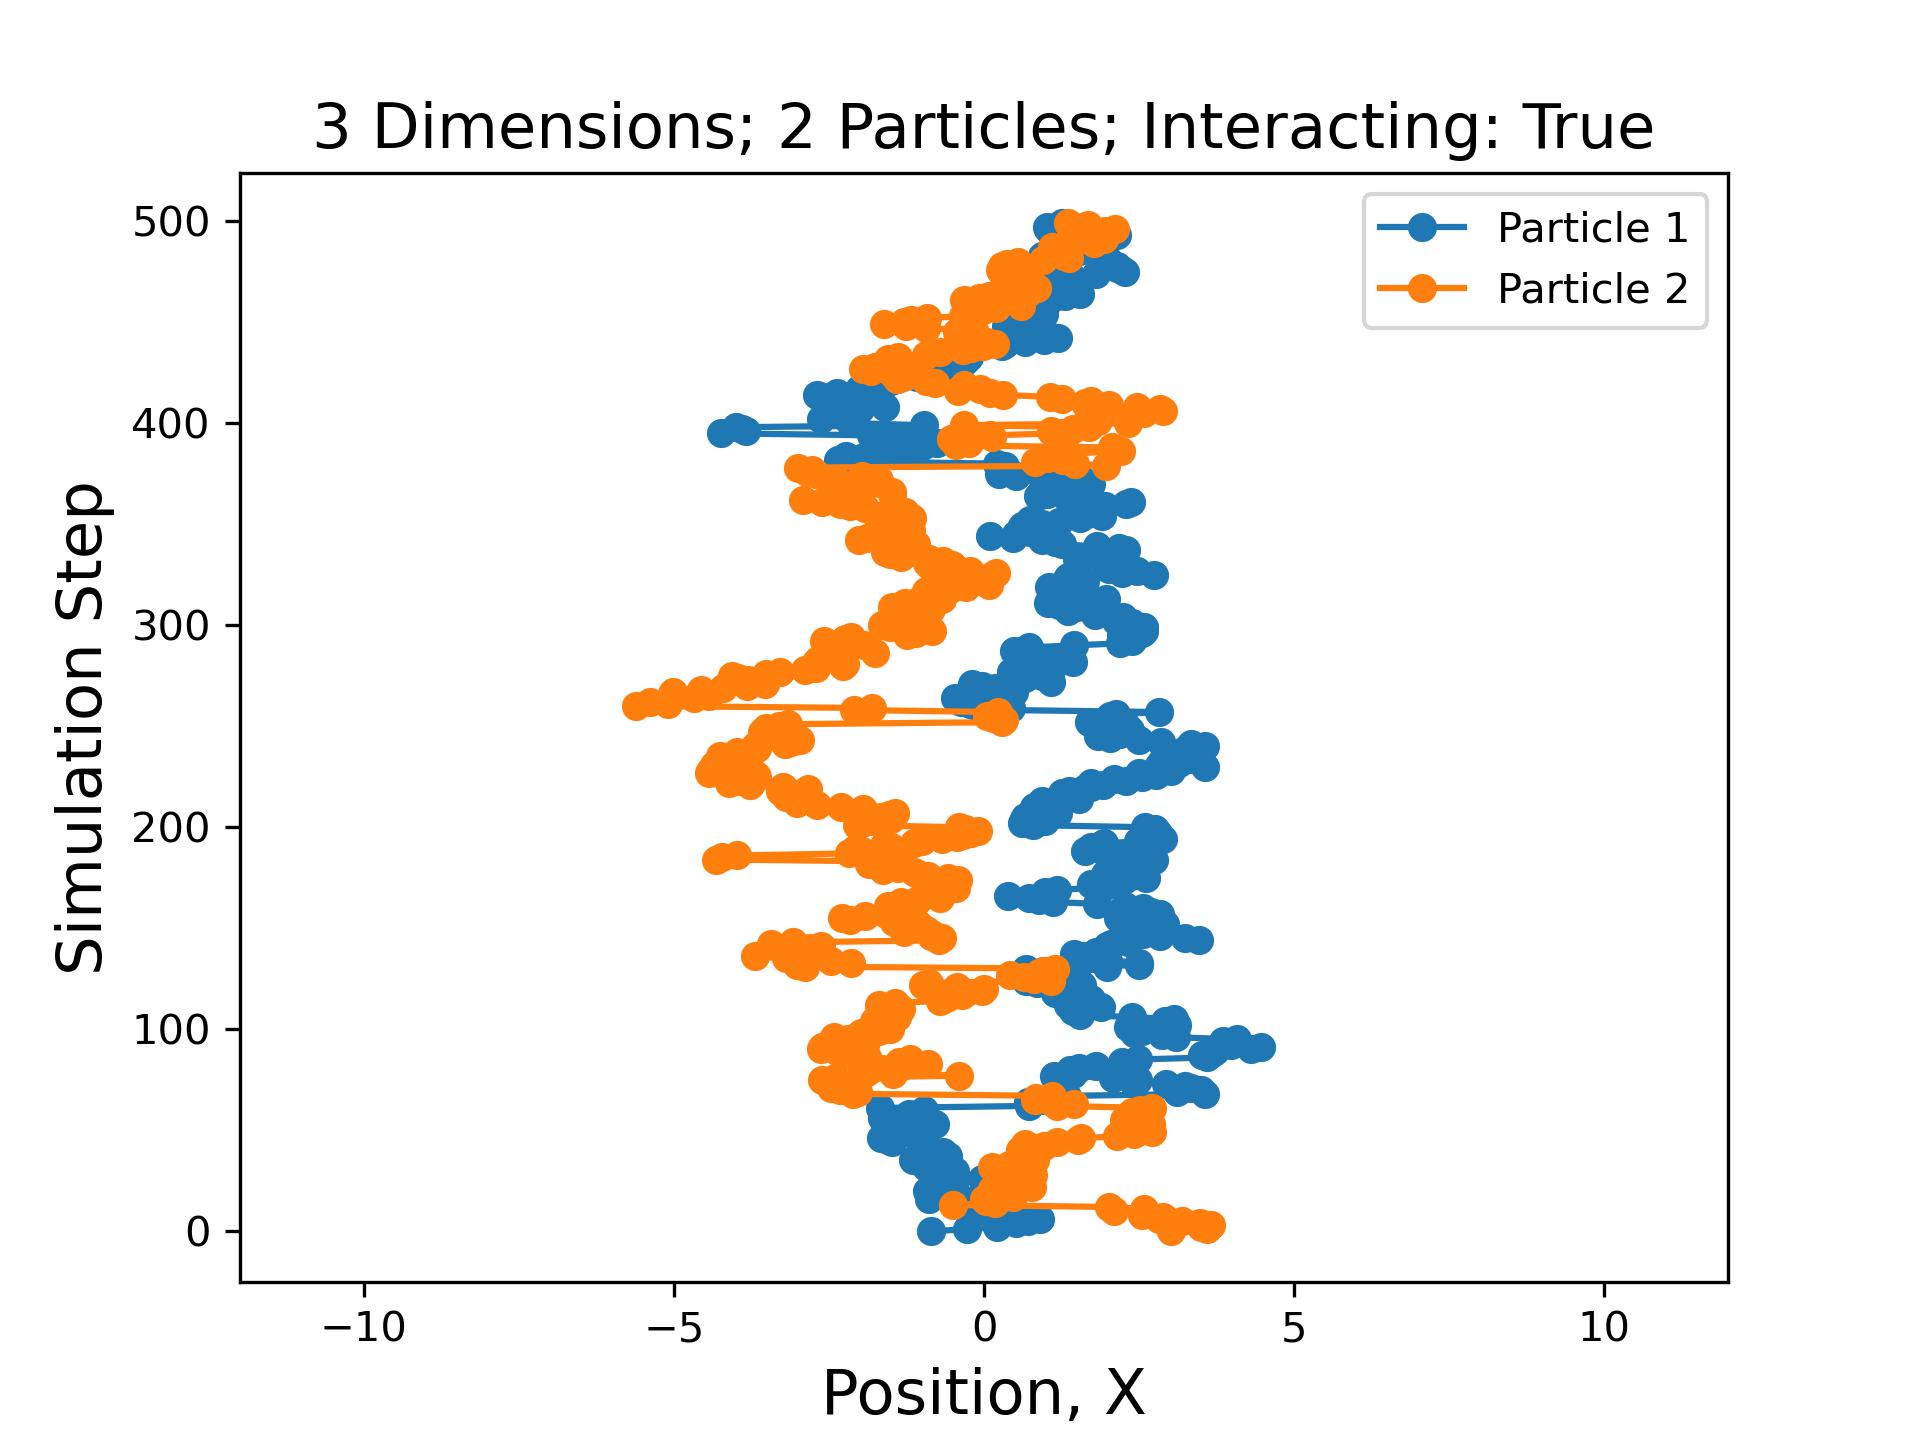 3 Dimensions; 2 Particles; Interacting: True
Particle 1
Particle 2
Simulation Step
500
400
300
200
100
0
−10
−5
0
5
10
Position, X